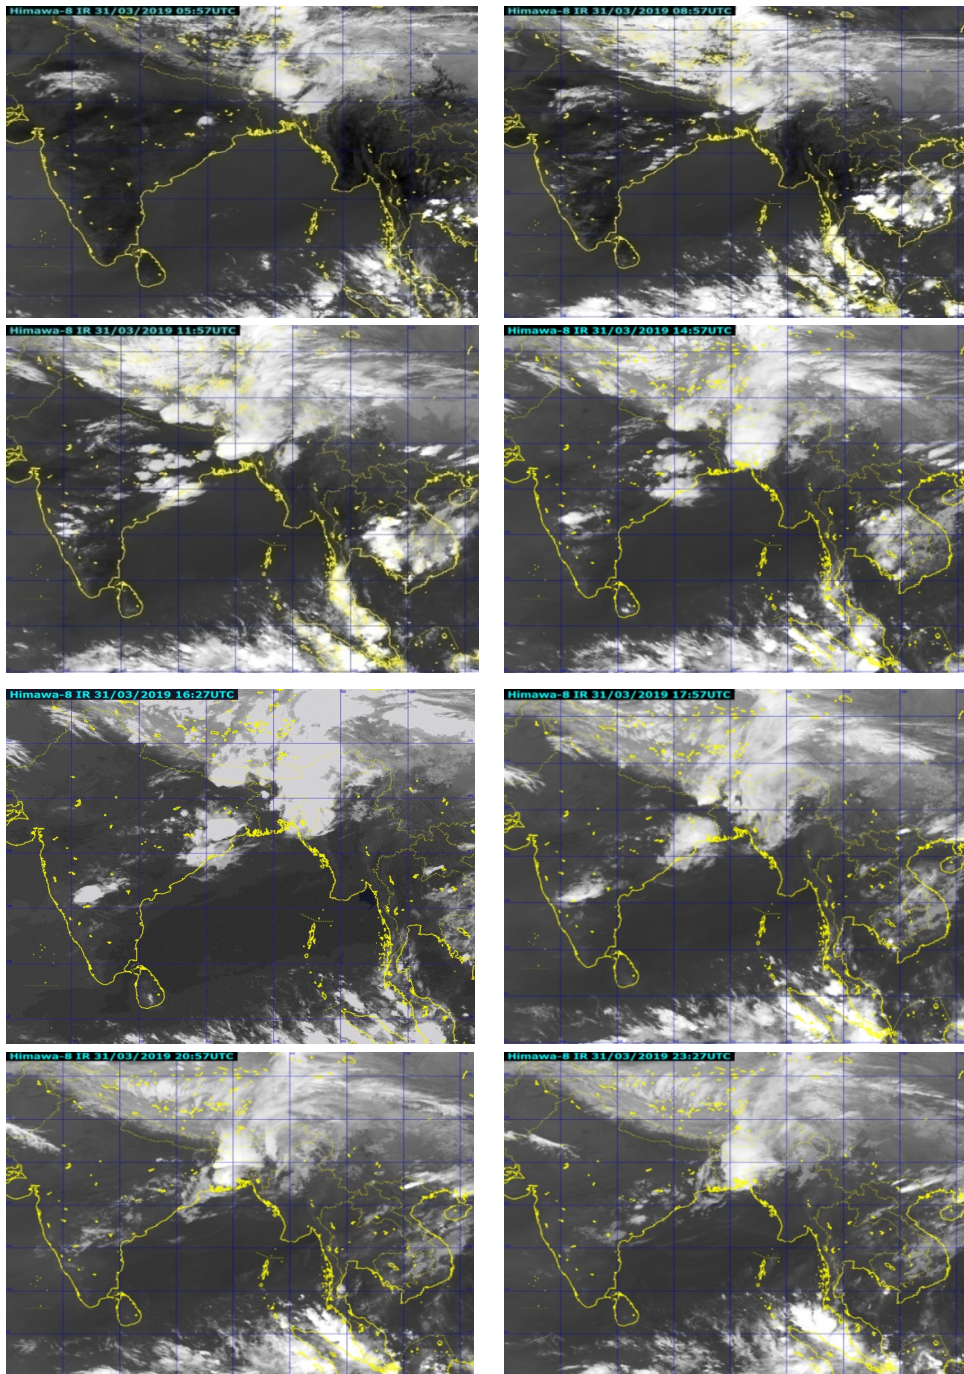 Himawa-8 IR 31/03/2019 05:57UTC
Himawa-8 IR 31/03/2019 08:57UTC
Himawa-8 IR 31/03/2019 11:57UTC
Himawa-8 IR 31/03/2019 14:57UTC
Himawa-8 IR 31/03/2019 16:27UTC
Himawa-8 IR 31/03/2019 17:57UTC
Himawa-8 IR 31/03/2019 20:57UTC
Himawa-8 IR 31/03/2019 23:27UTC